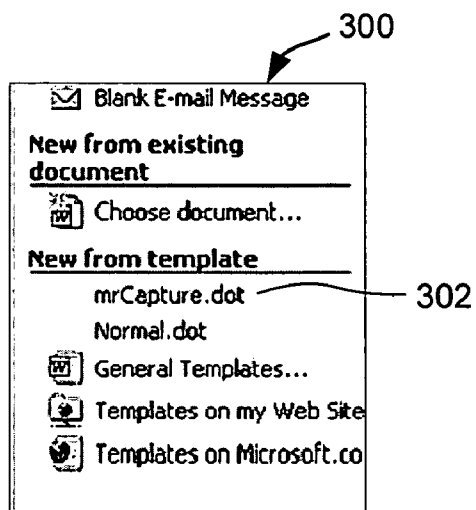 300
Blank E-mail Message
New from existing
document
Choose document...
New from template
mrCapture.dot
302
Normal.dot
General Templates...
Templates on my Web Site
Templates on Microsoft.co